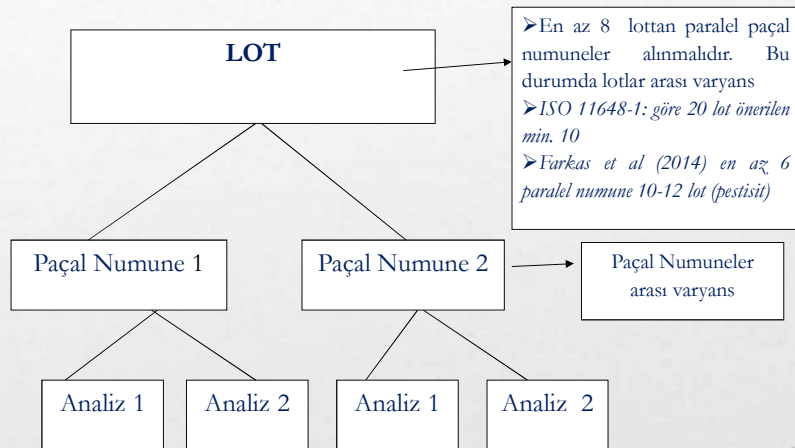 LOT
➢En az 8 lottan paralel paçal
numuneler alınmalıdır. Bu
durumda lotlar arası varyans
➢ISO 11648-1: göre 20 lot önerilen
min. 10
➢Farkas et al (2014) en az 6
paralel numune 10-12 lot (pestisit)
Paçal Numune 1
Paçal Numune 2
Paçal Numuneler
arası varyans
Analiz 1
Analiz 2
Analiz 1
Analiz 2